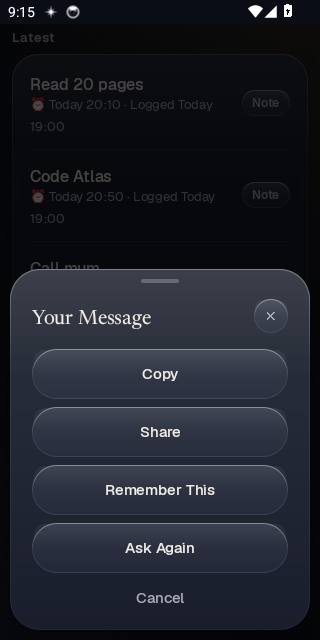 9:15
Latest
Read 20 pages
⏰ Today 20:10 · Logged Today
19:00
Note
Code Atlas
⏰ Today 20:50 · Logged Today
19:00
Note
Call mum
Your Message
×
Copy
Share
Remember This
Ask Again
Cancel